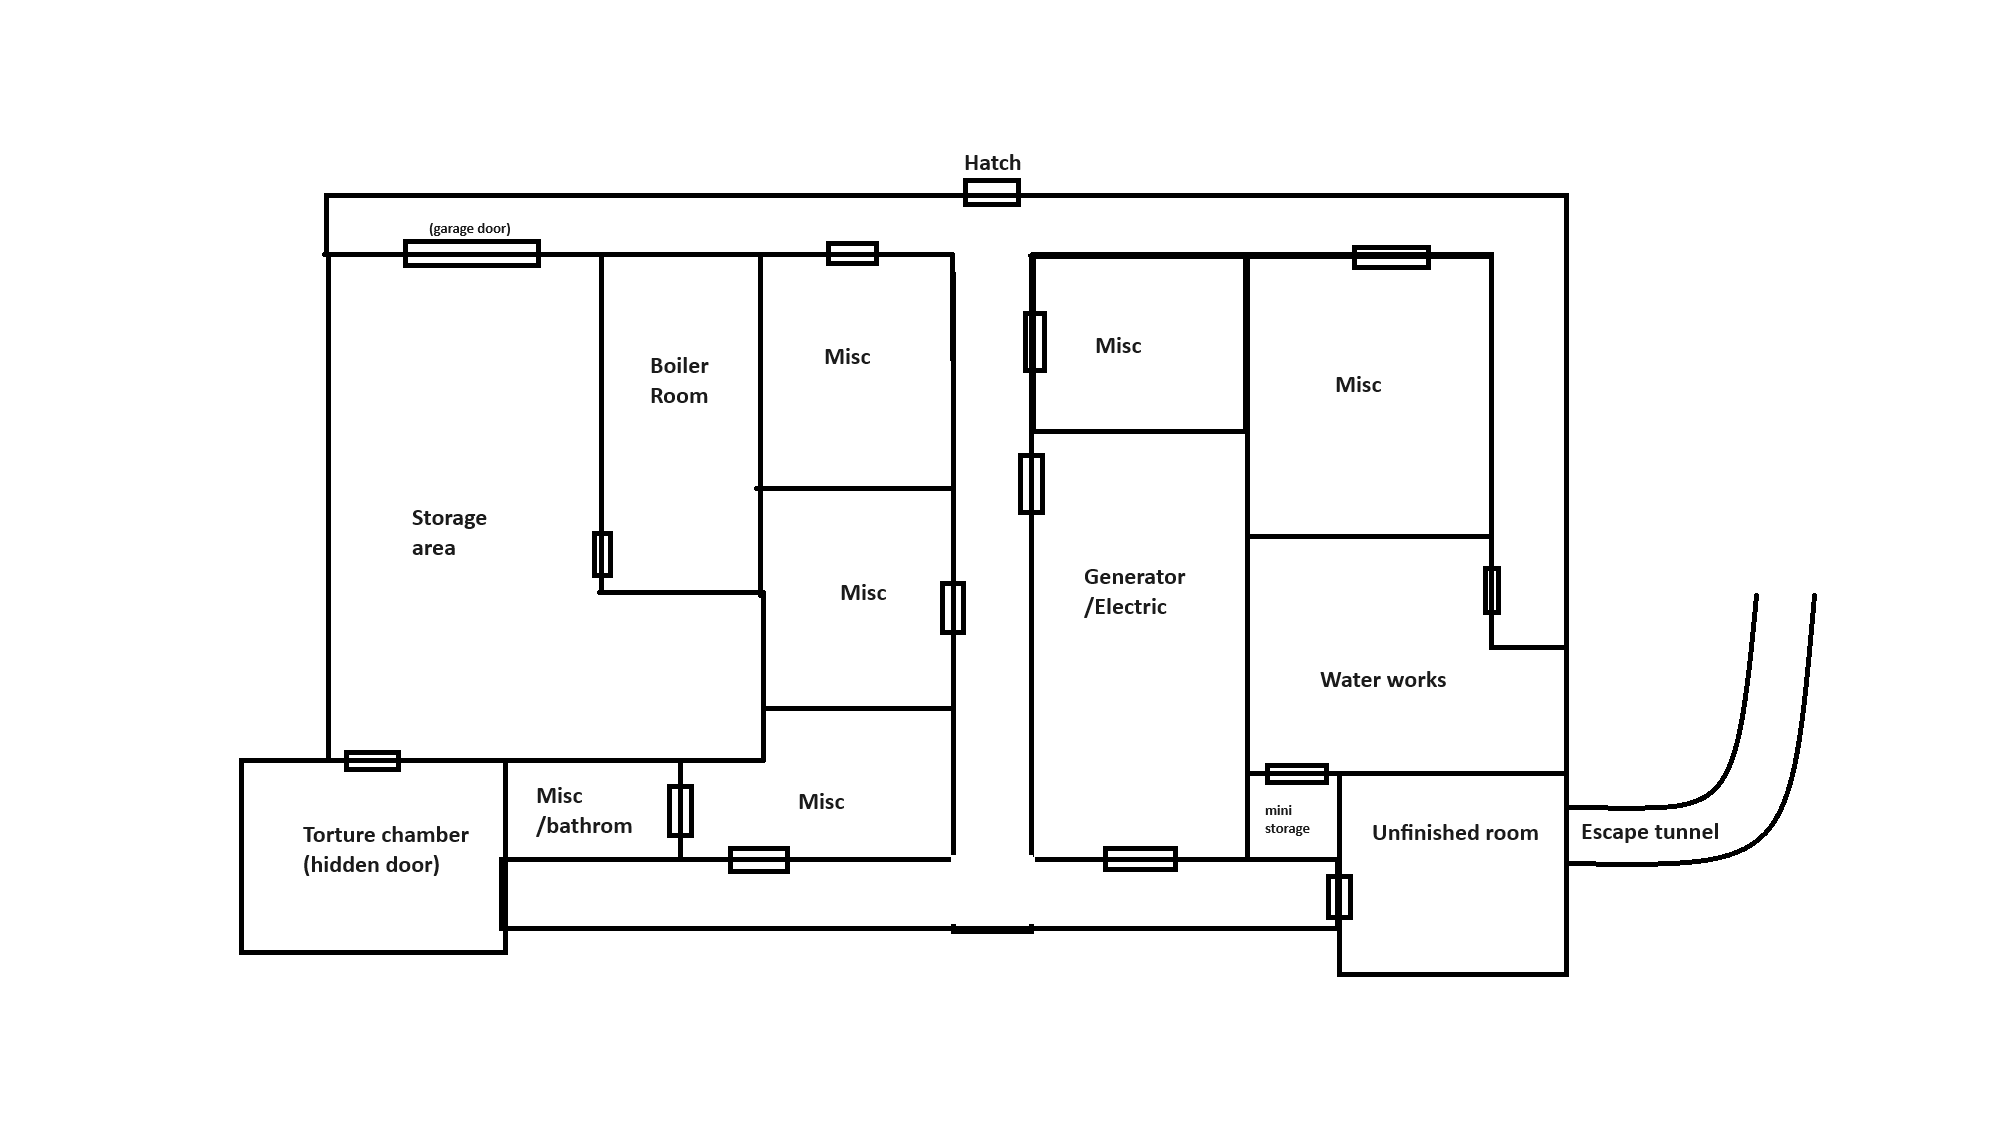 Hatch
(garage door)
Boiler
Room
Misc
Misc
Misc
Storage
area
Misc
Generator
/Electric
Water works
Misc
/bathrom
Misc
mini
storage
Unfinished room
Escape tunnel
Torture chamber
(hidden door)